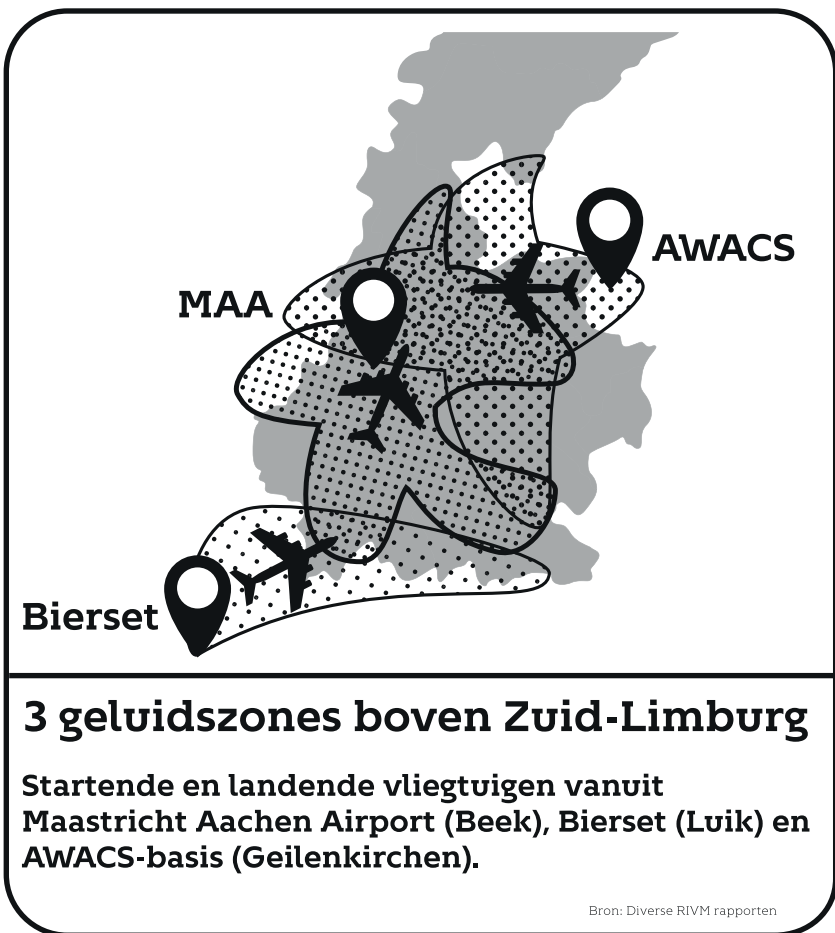 AWACS
MAA
Bierset
3 geluidszones boven Zuid-Limburg
Startende en landende vliegtuigen vanuit
Maastricht Aachen Airport (Beek), Bierset (Luik) en
AWACS-basis (Geilenkirchen).
Bron: Diverse RIVM rapporten